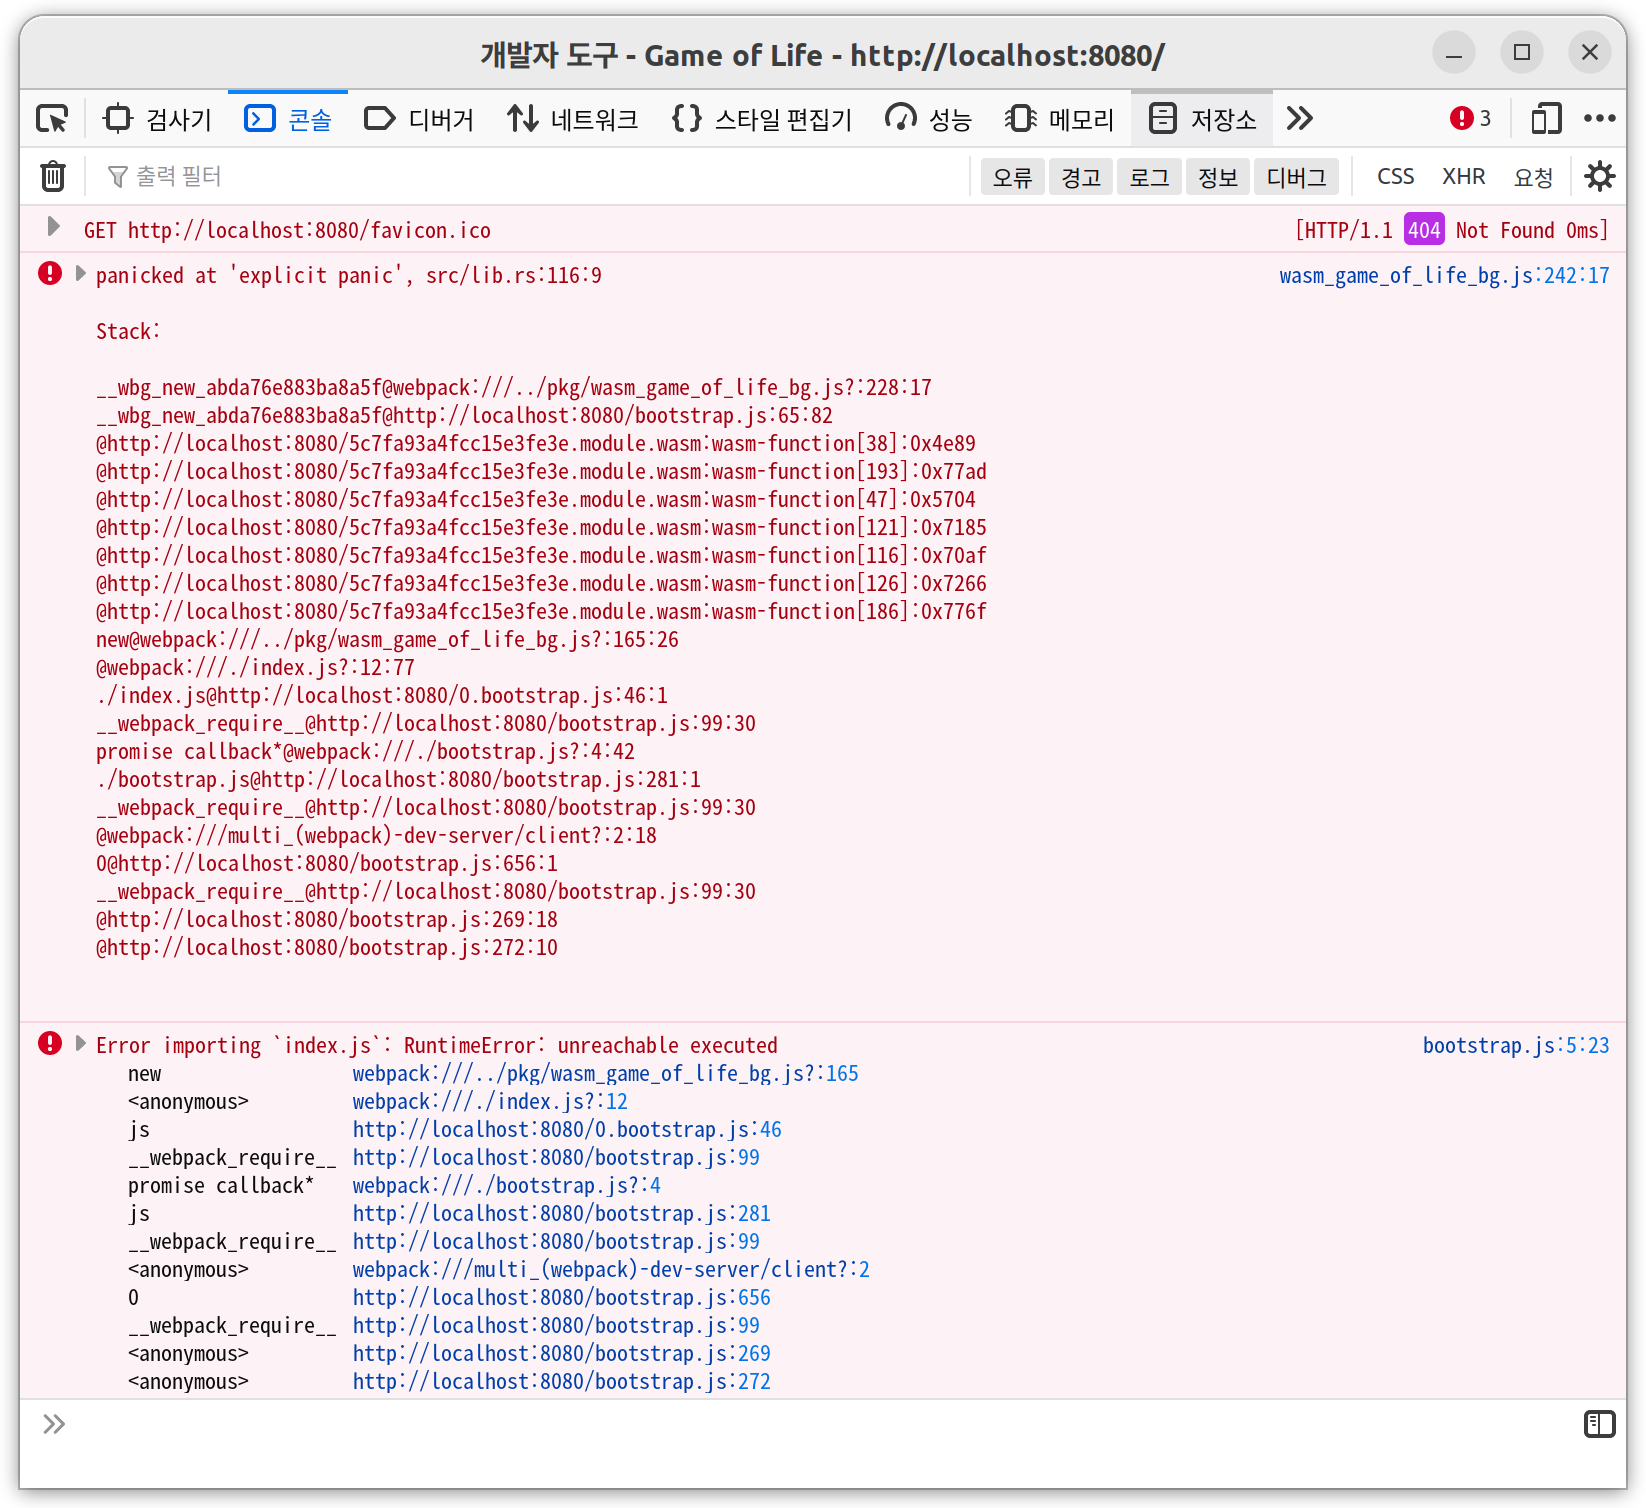 개발자 도구 - Game of Life - http://localhost:8080/
검사기 콘솔 디버거 네트워크 {} 스타일 편집기 성능 메모리 저장소 3
출력 필터 오류 경고 로그 정보 디버그 CSS XHR 요청
GET http://localhost:8080/favicon.ico [HTTP/1.1 404 Not Found 0ms]
panicked at 'explicit panic', src/lib.rs:116:9 wasm_game_of_life_bg.js:242:17
Stack:
__wbg_new_abda76e883ba8a5f@webpack:///../pkg/wasm_game_of_life_bg.js?:228:17
__wbg_new_abda76e883ba8a5f@http://localhost:8080/bootstrap.js:65:82
@http://localhost:8080/5c7fa93a4fcc15e3fe3e.module.wasm:wasm-function[38]:0x4e89
@http://localhost:8080/5c7fa93a4fcc15e3fe3e.module.wasm:wasm-function[193]:0x77ad
@http://localhost:8080/5c7fa93a4fcc15e3fe3e.module.wasm:wasm-function[47]:0x5704
@http://localhost:8080/5c7fa93a4fcc15e3fe3e.module.wasm:wasm-function[121]:0x7185
@http://localhost:8080/5c7fa93a4fcc15e3fe3e.module.wasm:wasm-function[116]:0x70af
@http://localhost:8080/5c7fa93a4fcc15e3fe3e.module.wasm:wasm-function[126]:0x7266
@http://localhost:8080/5c7fa93a4fcc15e3fe3e.module.wasm:wasm-function[186]:0x776f
new@webpack:///../pkg/wasm_game_of_life_bg.js?:165:26
@webpack:///./index.js?:12:77
./index.js@http://localhost:8080/0.bootstrap.js:46:1
__webpack_require__@http://localhost:8080/bootstrap.js:99:30
promise callback*@webpack:///./bootstrap.js?:4:42
./bootstrap.js@http://localhost:8080/bootstrap.js:281:1
__webpack_require__@http://localhost:8080/bootstrap.js:99:30
@webpack:///multi_(webpack)-dev-server/client?:2:18
0@http://localhost:8080/bootstrap.js:656:1
__webpack_require__@http://localhost:8080/bootstrap.js:99:30
@http://localhost:8080/bootstrap.js:269:18
@http://localhost:8080/bootstrap.js:272:10
Error importing `index.js`: RuntimeError: unreachable executed bootstrap.js:5:23
new webpack:///../pkg/wasm_game_of_life_bg.js?:165
<anonymous> webpack:///./index.js?:12
js http://localhost:8080/0.bootstrap.js:46
__webpack_require__ http://localhost:8080/bootstrap.js:99
promise callback* webpack:///./bootstrap.js?:4
js http://localhost:8080/bootstrap.js:281
__webpack_require__ http://localhost:8080/bootstrap.js:99
<anonymous> webpack:///multi_(webpack)-dev-server/client?:2
0 http://localhost:8080/bootstrap.js:656
__webpack_require__ http://localhost:8080/bootstrap.js:99
<anonymous> http://localhost:8080/bootstrap.js:269
<anonymous> http://localhost:8080/bootstrap.js:272